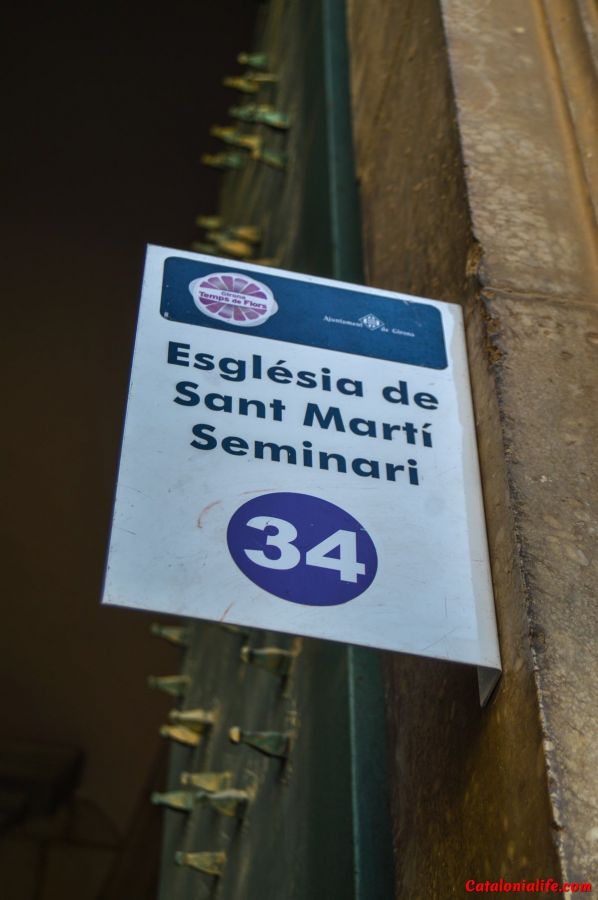 Girona
Temps de Flors
Ajuntament de Girona
Església de
Sant Martí
Seminari
34
Catalonialife.com